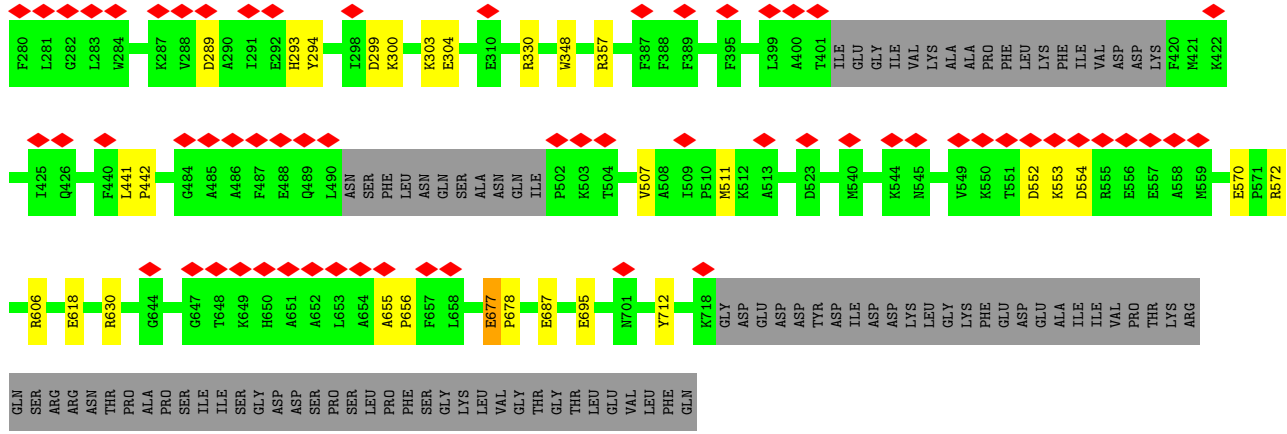 F280 L281 G282 L283 W284 K287 V288 D289 A290 I291 E292 H293 Y294 I298 D299 K300 K303 E304 E310 R330 W348 R357 F387 F388 F389 F395 L399 A400 T401 ILE GLU GLY ILE VAL LYS ALA ALA PRO PHE LEU LYS PHE ILE VAL ASP ASP LYS F420 M421 K422
I425 Q426 F440 L441 P442 G484 A485 A486 F487 E488 Q489 L490 ASN SER PHE LEU ASN GLN SER ALA ASN GLN ILE P502 K503 T504 V507 A508 I509 P510 M511 K512 A513 D523 M540 K544 N545 V549 K550 T551 D552 K553 D554 R555 E556 E557 A558 M559 E570 P571 R572
R606 E618 R630 G644 G647 T648 K649 H650 A651 A652 L653 A654 A655 P656 F657 L658 E677 P678 E687 E695 N701 Y712 K718 GLY ASP GLU ASP ASP TYR ASP ILE ASP ASP LYS LEU GLY LYS PHE GLU ASP GLU ALA ILE ILE VAL PRO THR LYS ARG
GLN SER ARG ARG ASN THR PRO ALA PRO SER ILE ILE SER GLY ASP ASP SER PRO SER LEU PRO PHE SER GLY LYS LEU VAL GLY THR GLY THR LEU GLU VAL LEU PHE GLN